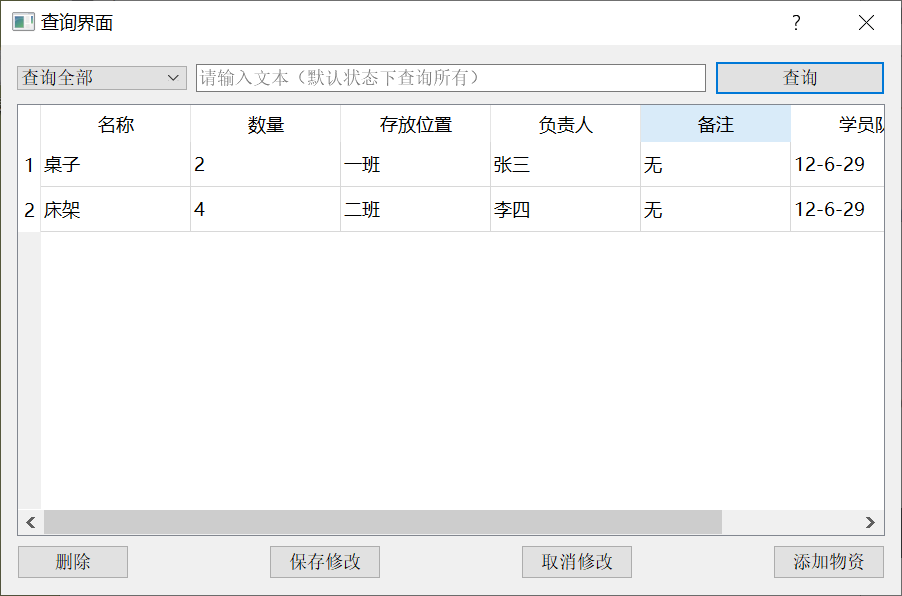 查询界面
查询全部 请输入文本（默认状态下查询所有） 查询
名称 数量 存放位置 负责人 备注 学员队
1 桌子 2 一班 张三 无 12-6-29
2 床架 4 二班 李四 无 12-6-29
删除 保存修改 取消修改 添加物资